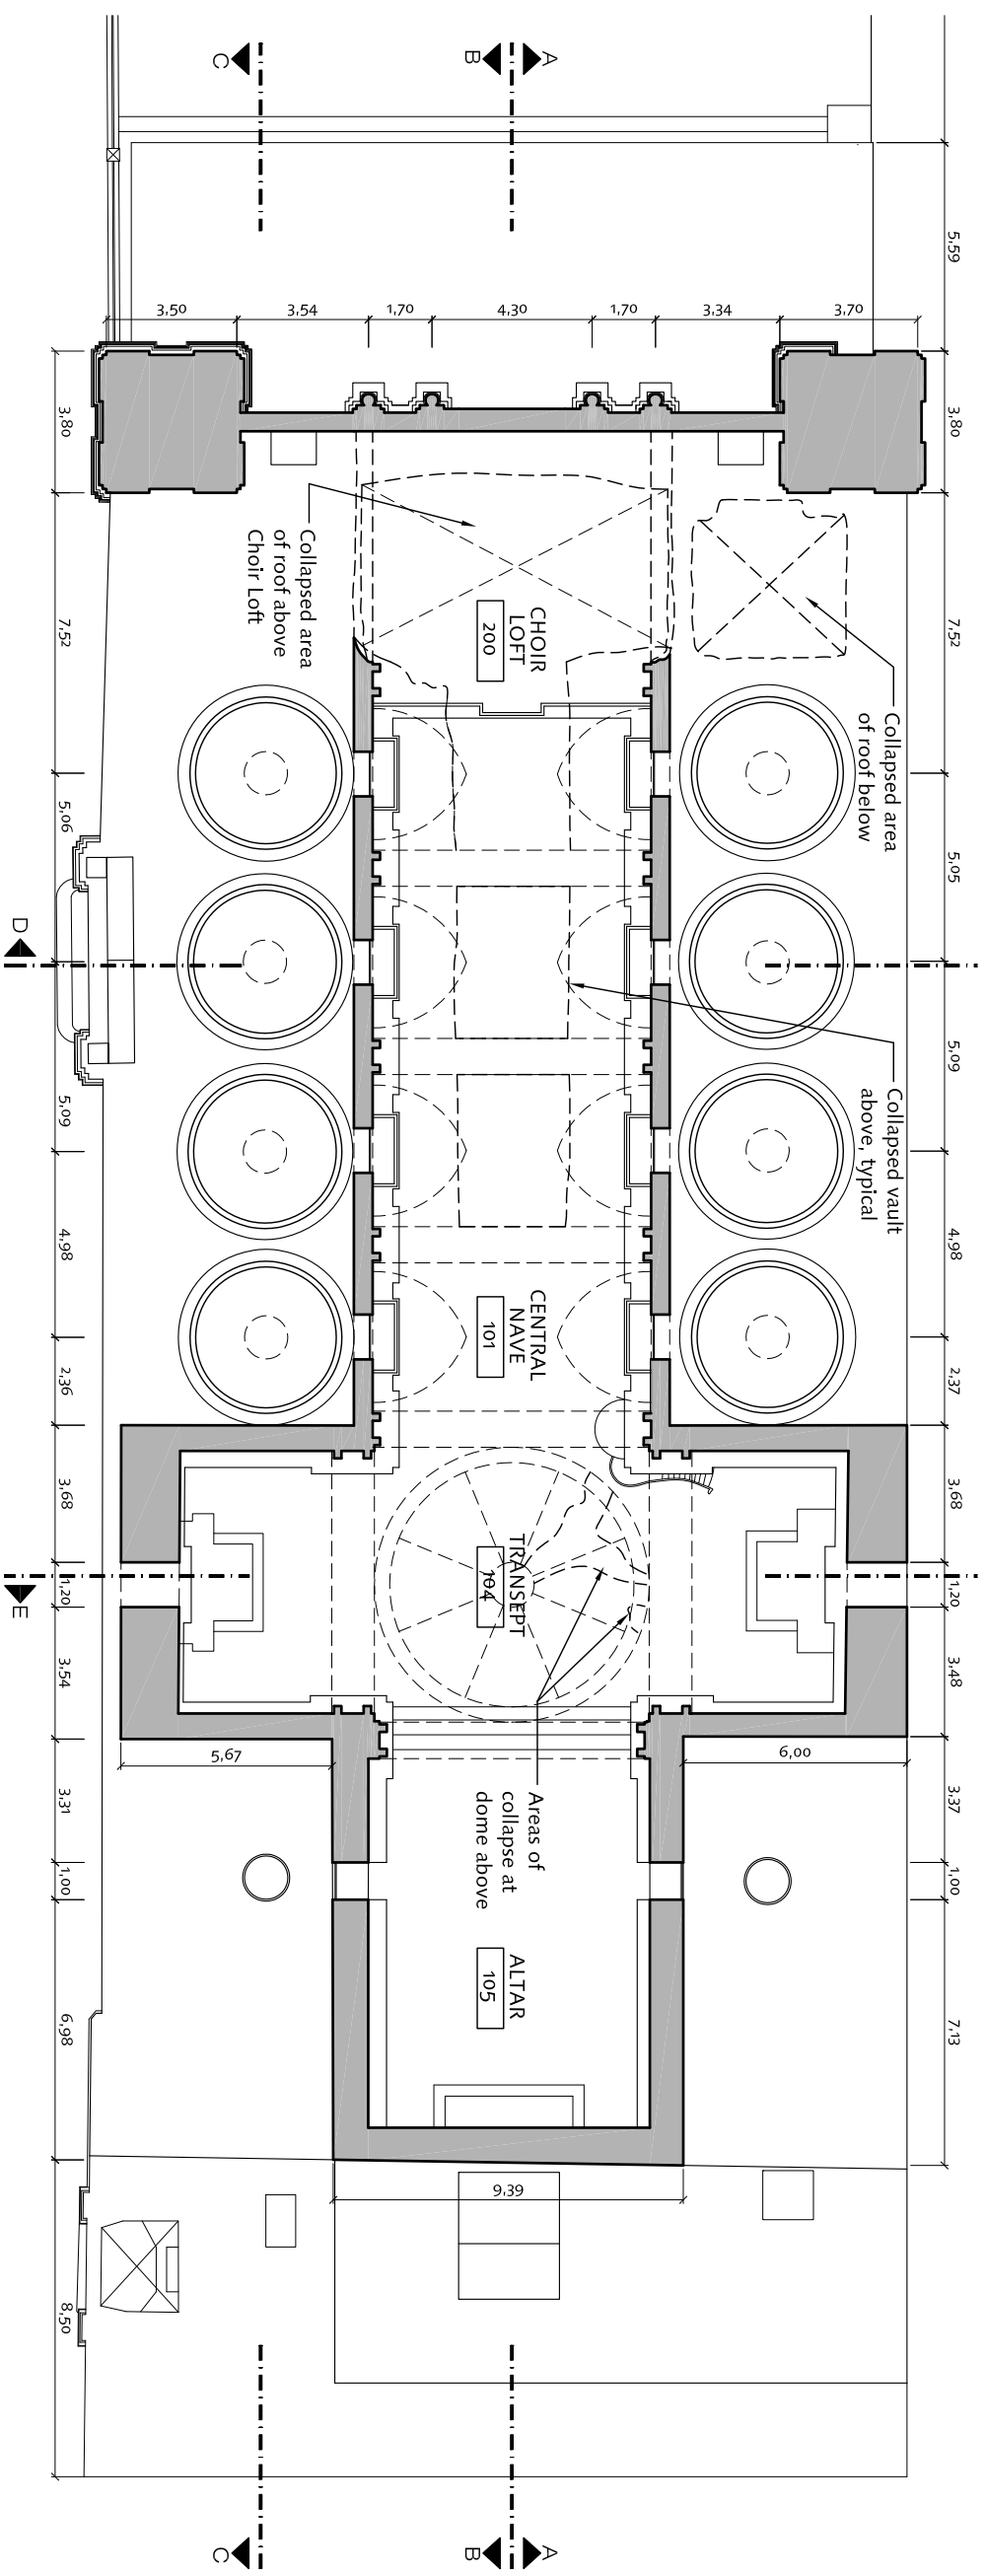 C
B
A
5,59
3,50
3,54
1,70
4,30
1,70
3,34
3,70
3,80
3,80
7,52
7,52
Collapsed area
of roof above
Choir Loft
CHOIR
LOFT
200
Collapsed area
of roof below
5,06
5,05
D
5,09
5,09
Collapsed vault
above, typical
4,98
4,98
CENTRAL
NAVE
101
2,36
2,37
3,68
3,68
TRANSEPT
104
1,20
1,20
E
3,54
3,48
5,67
6,00
3,31
3,37
Areas of
collapse at
dome above
1,00
1,00
ALTAR
105
6,98
7,13
9,39
8,50
C
B
A